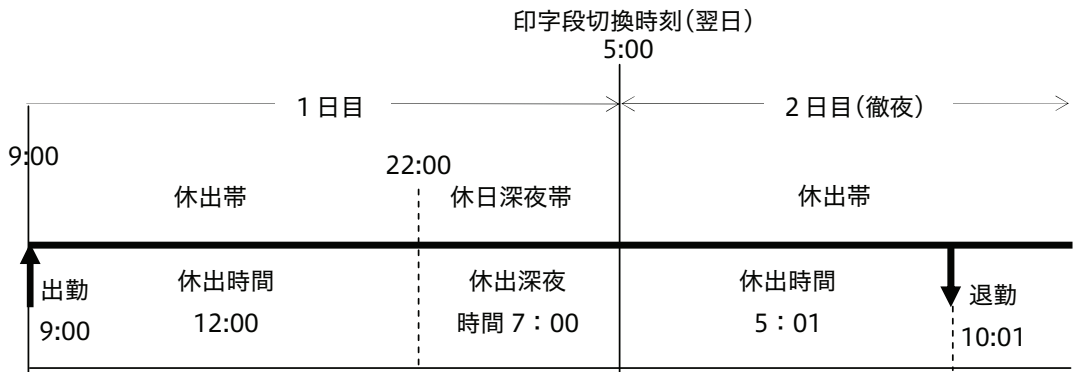 印字段切換時刻(翌日)
5:00
1日目
2日目(徹夜)
9:00
22:00
休出帯
休日深夜帯
休出帯
出勤
9:00
休出時間
12:00
休出深夜
時間 7:00
休出時間
5:01
退勤
10:01